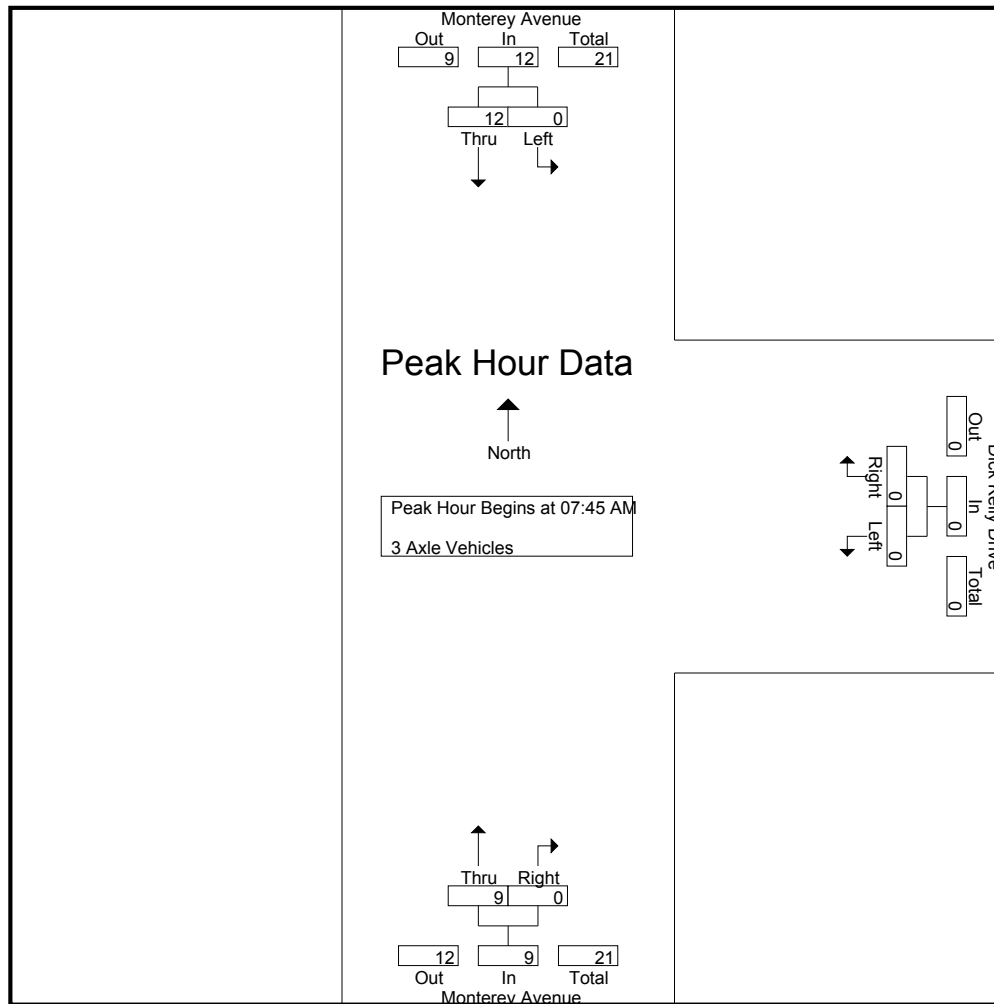 Monterey Avenue
Out In Total
9 12 21
12 0
Thru Left
Peak Hour Data
North
Peak Hour Begins at 07:45 AM
3 Axle Vehicles
Right Left
0 0
Out In Total
0 0 0
Thru Right
9 0
12 9 21
Out In Total
Monterey Avenue